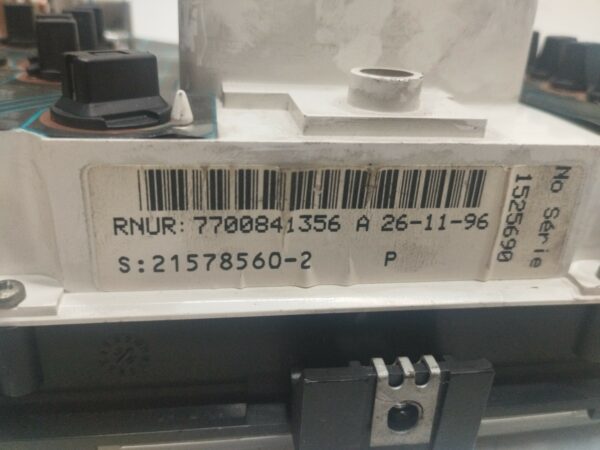 RNUR: 7700841356 A 26-11-96
S:21578560-2 P
No Série
1525690